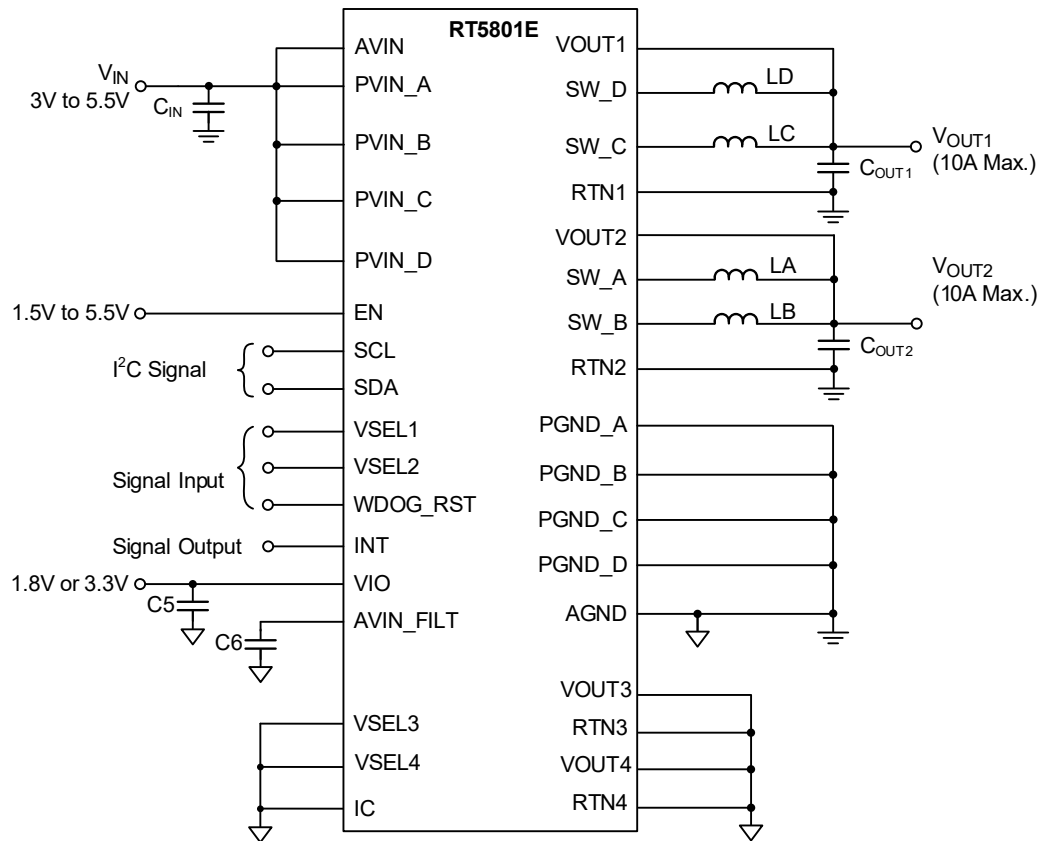 RT5801E
AVIN
V_IN
3V to 5.5V
C_IN
PVIN_A
PVIN_B
PVIN_C
PVIN_D
1.5V to 5.5V
EN
I²C Signal
SCL
SDA
Signal Input
VSEL1
VSEL2
WDOG_RST
Signal Output
INT
1.8V or 3.3V
VIO
C5
AVIN_FILT
C6
VSEL3
VSEL4
IC
VOUT1
SW_D
LD
SW_C
LC
V_OUT1
(10A Max.)
C_OUT1
RTN1
VOUT2
SW_A
LA
V_OUT2
(10A Max.)
SW_B
LB
C_OUT2
RTN2
PGND_A
PGND_B
PGND_C
PGND_D
AGND
VOUT3
RTN3
VOUT4
RTN4